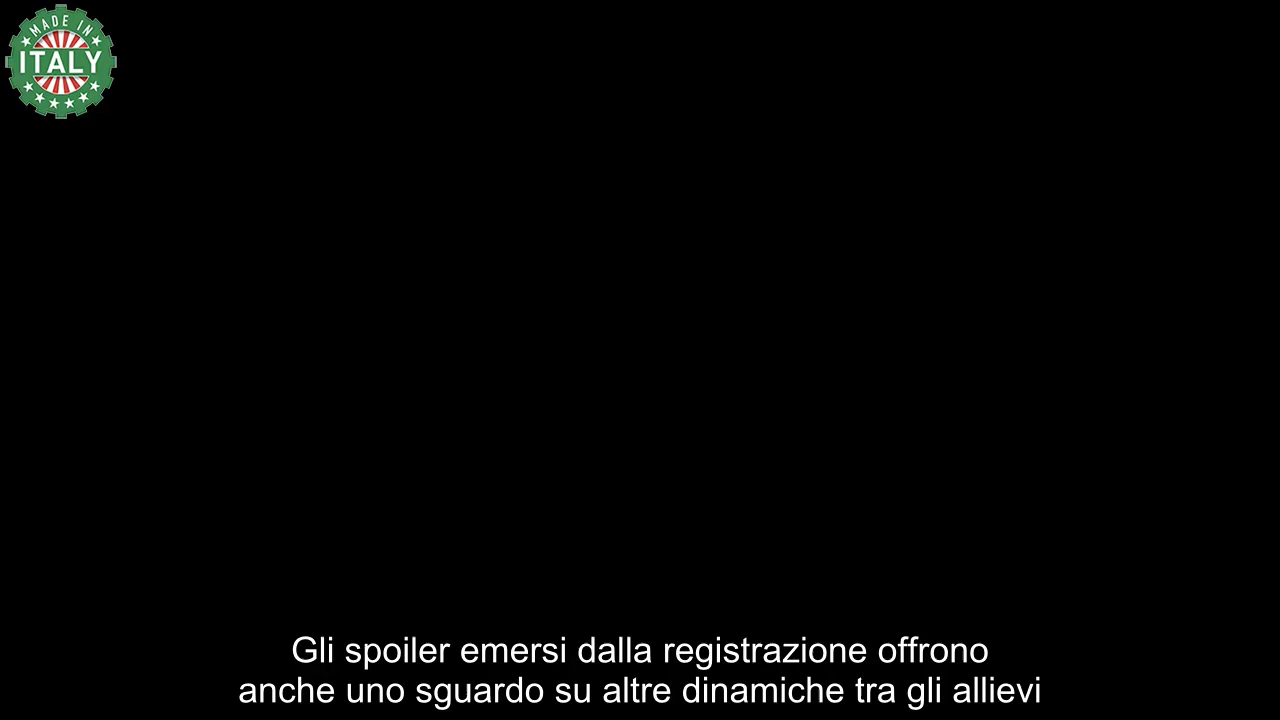 MADE IN
ITALY
Gli spoiler emersi dalla registrazione offrono
anche uno sguardo su altre dinamiche tra gli allievi